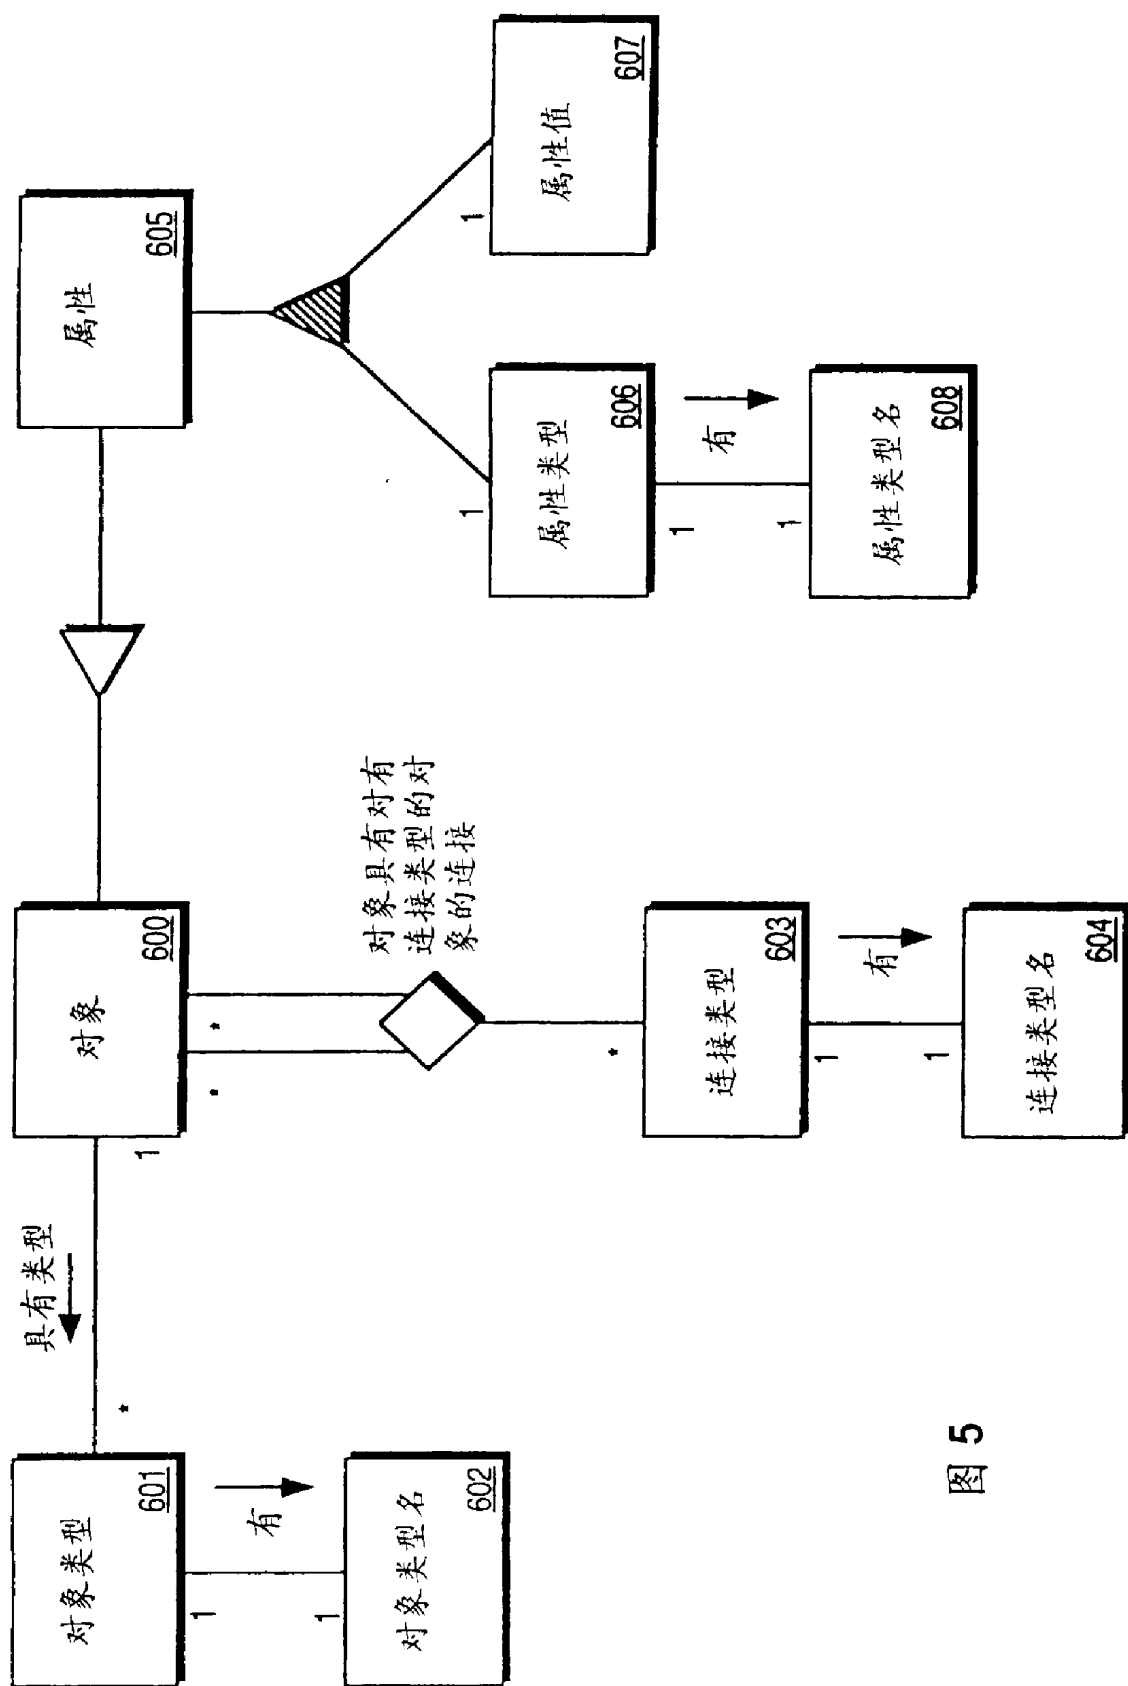 对象类型
601
*
具有类型
1
对象
600
属性
605
1
有
1
对象类型名
602
*
*
对象具有对有
连接类型的对
象的连接
1
属性类型
606
1
属性值
607
*
连接类型
603
1
有
1
连接类型名
604
1
有
1
属性类型名
608
图 5